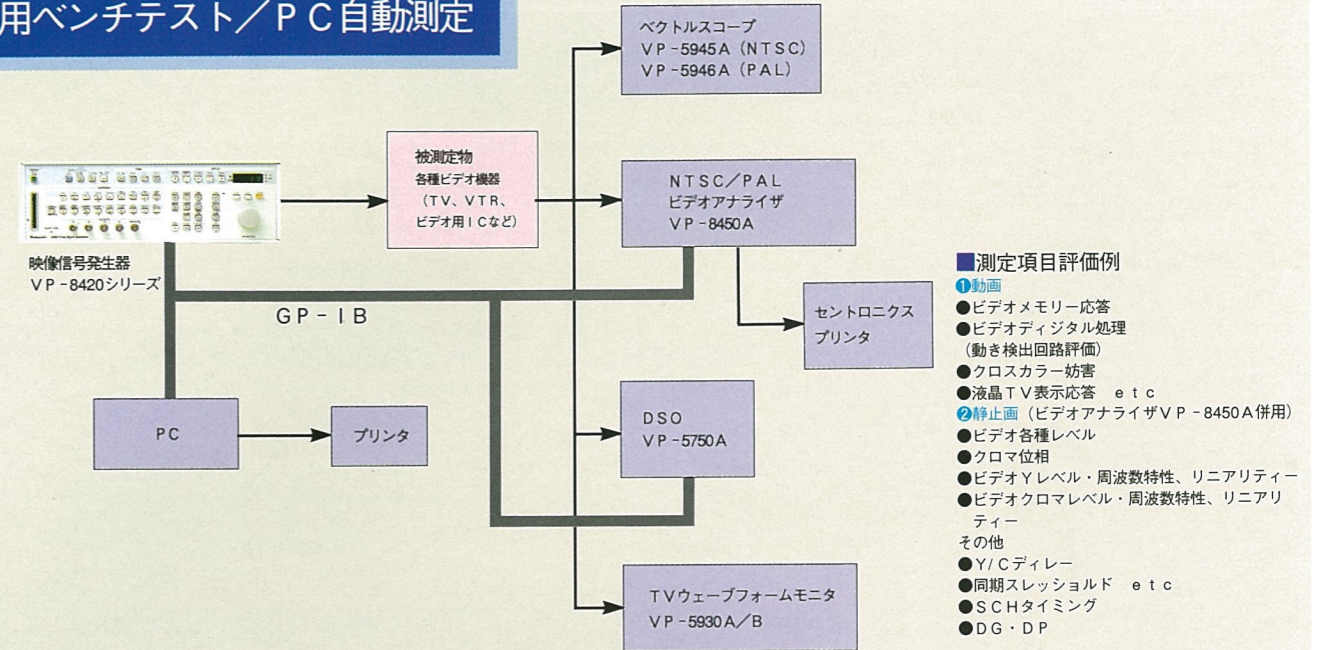 用ベンチテスト／ＰＣ自動測定
ベクトルスコープ
ＶＰ-5945Ａ（ＮＴＳＣ）
ＶＰ-5946Ａ（ＰＡＬ）
被測定物
各種ビデオ機器
（ＴＶ、ＶＴＲ、
ビデオ用ＩＣなど）
ＮＴＳＣ／ＰＡＬ
ビデオアナライザ
ＶＰ-8450Ａ
映像信号発生器
ＶＰ-8420シリーズ
ＧＰ-ＩＢ
セントロニクス
プリンタ
ＰＣ
プリンタ
ＤＳＯ
ＶＰ-5750Ａ
ＴＶウェーブフォームモニタ
ＶＰ-5930Ａ／Ｂ
■測定項目評価例
❶動画
●ビデオメモリー応答
●ビデオディジタル処理
（動き検出回路評価）
●クロスカラー妨害
●液晶ＴＶ表示応答　ｅｔｃ
❷静止画（ビデオアナライザＶＰ-8450Ａ併用）
●ビデオ各種レベル
●クロマ位相
●ビデオＹレベル・周波数特性、リニアリティー
●ビデオクロマレベル・周波数特性、リニアリ
ティー
その他
●Ｙ/Ｃディレー
●同期スレッショルド　ｅｔｃ
●ＳＣＨタイミング
●ＤＧ・ＤＰ